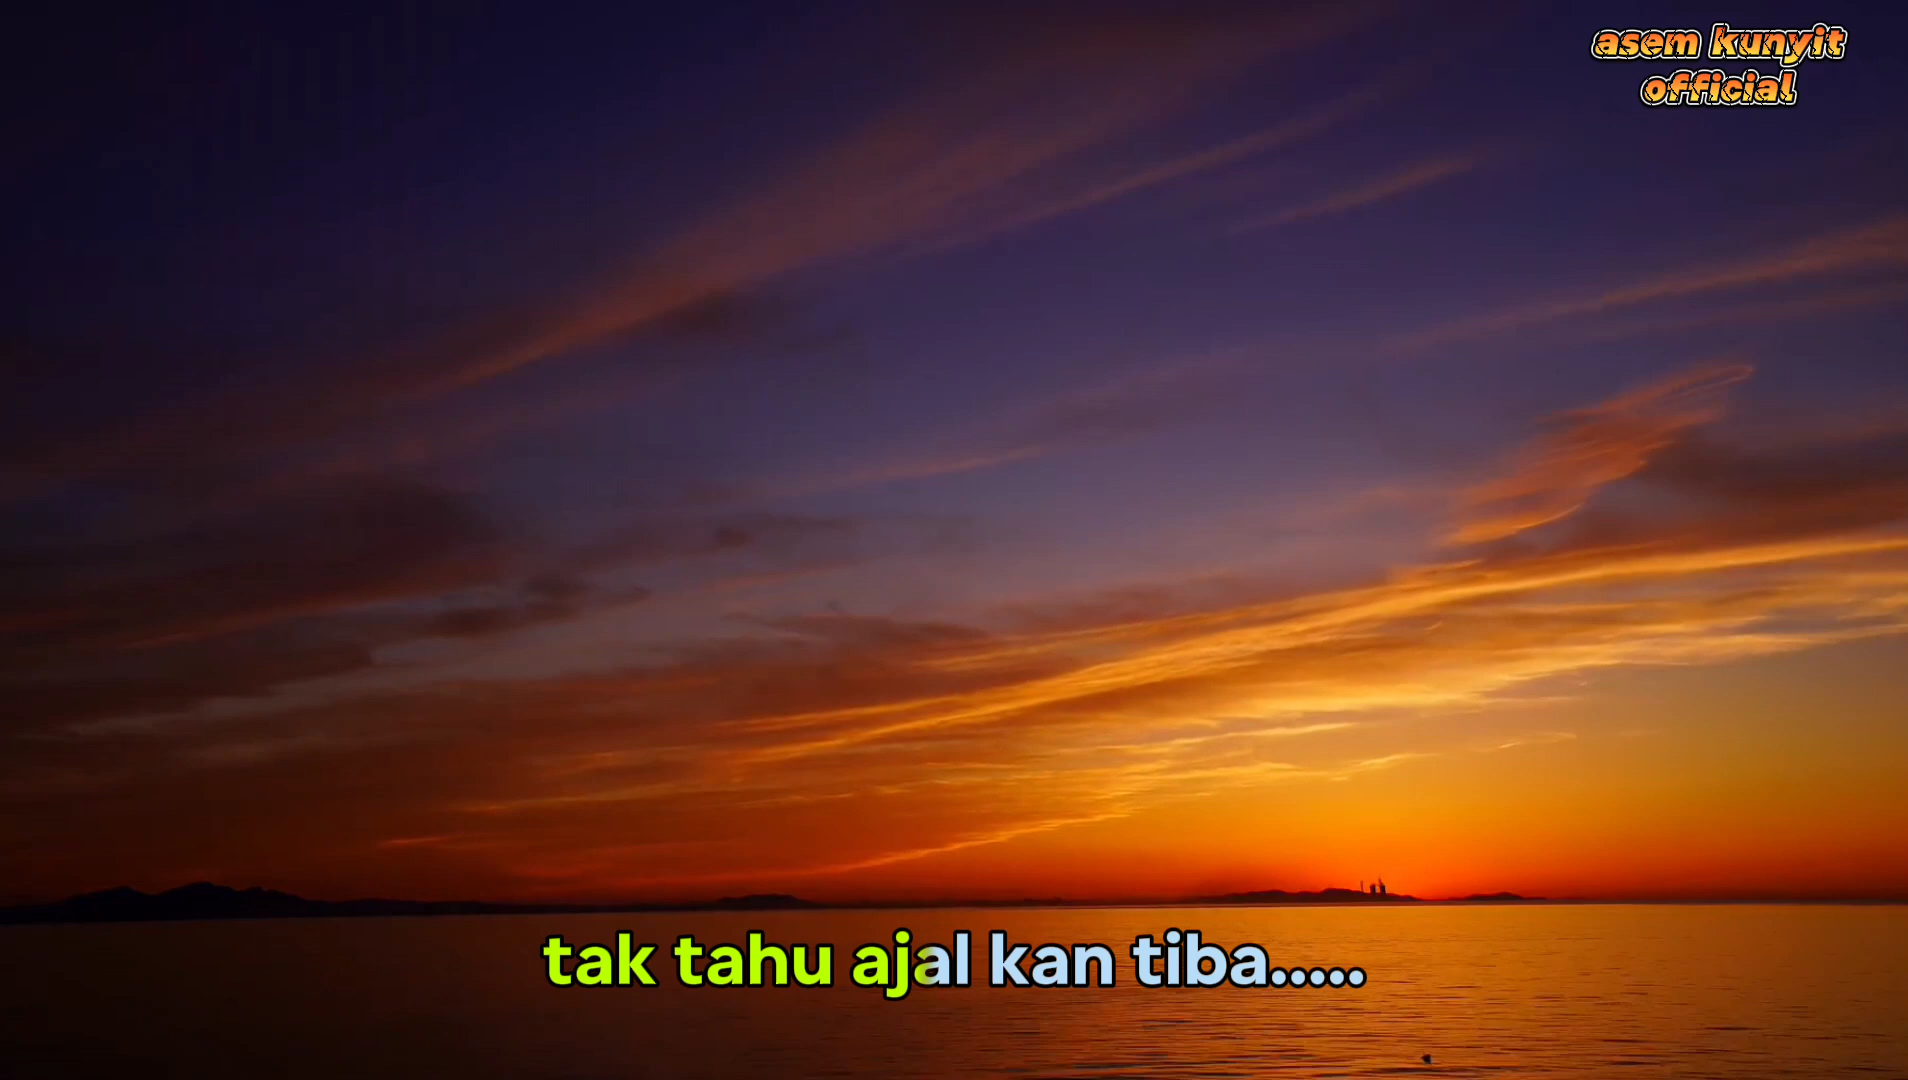 asem kunyit
official
tak tahu ajal kan tiba.....